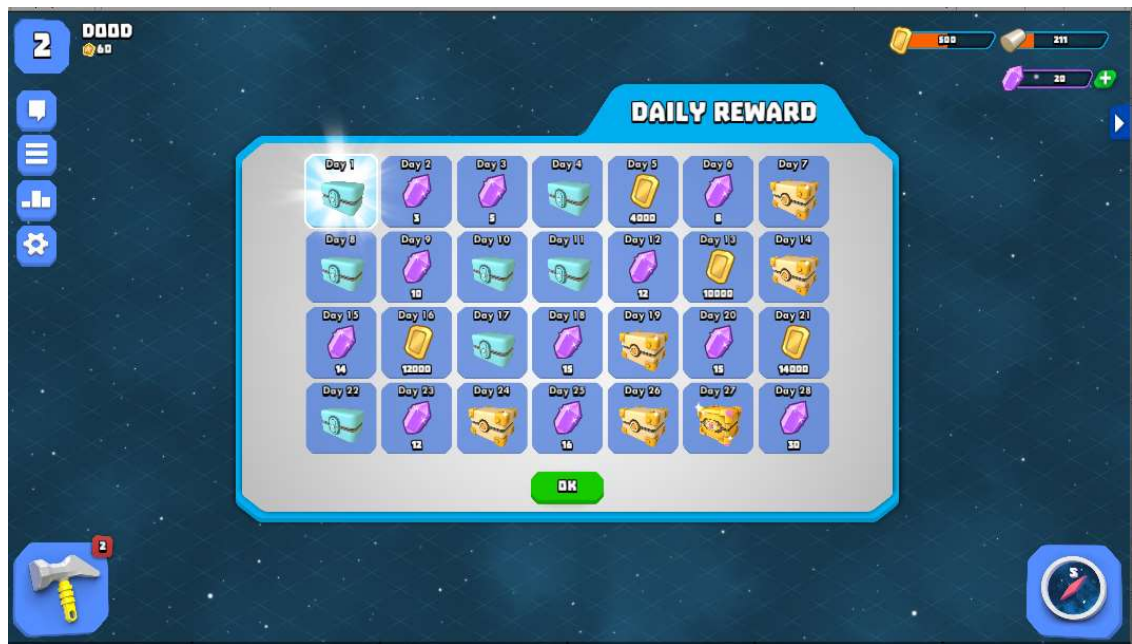 2
DOOD
60
500
211
20
DAILY REWARD
Day 1 Day 2 Day 3 Day 4 Day 5 Day 6 Day 7
3 5 4000 8
Day 8 Day 9 Day 10 Day 11 Day 12 Day 13 Day 14
10 12 10000
Day 15 Day 16 Day 17 Day 18 Day 19 Day 20 Day 21
14 12000 15 15 14000
Day 22 Day 23 Day 24 Day 25 Day 26 Day 27 Day 28
12 16 30
OK
2
S